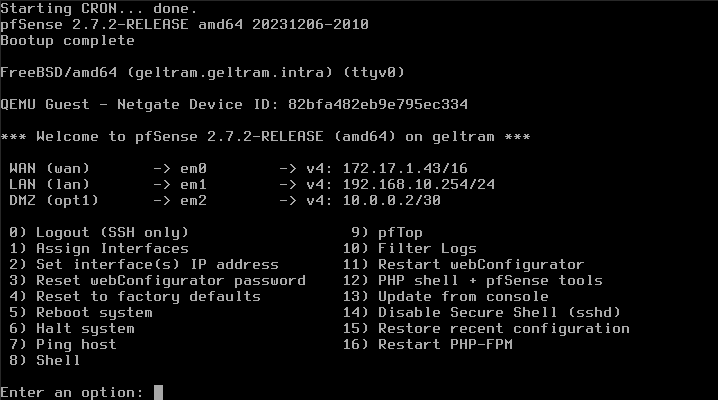 Starting CRON... done.
pfSense 2.7.2-RELEASE amd64 20231206-2010
Bootup complete
FreeBSD/amd64 (geltram.geltram.intra) (ttyv0)
QEMU Guest - Netgate Device ID: 82bfa482eb9e795ec334
*** Welcome to pfSense 2.7.2-RELEASE (amd64) on geltram ***
WAN (wan) -> em0 -> v4: 172.17.1.43/16
LAN (lan) -> em1 -> v4: 192.168.10.254/24
DMZ (opt1) -> em2 -> v4: 10.0.0.2/30
0) Logout (SSH only) 9) pfTop
1) Assign Interfaces 10) Filter Logs
2) Set interface(s) IP address 11) Restart webConfigurator
3) Reset webConfigurator password 12) PHP shell + pfSense tools
4) Reset to factory defaults 13) Update from console
5) Reboot system 14) Disable Secure Shell (sshd)
6) Halt system 15) Restore recent configuration
7) Ping host 16) Restart PHP-FPM
8) Shell
Enter an option: